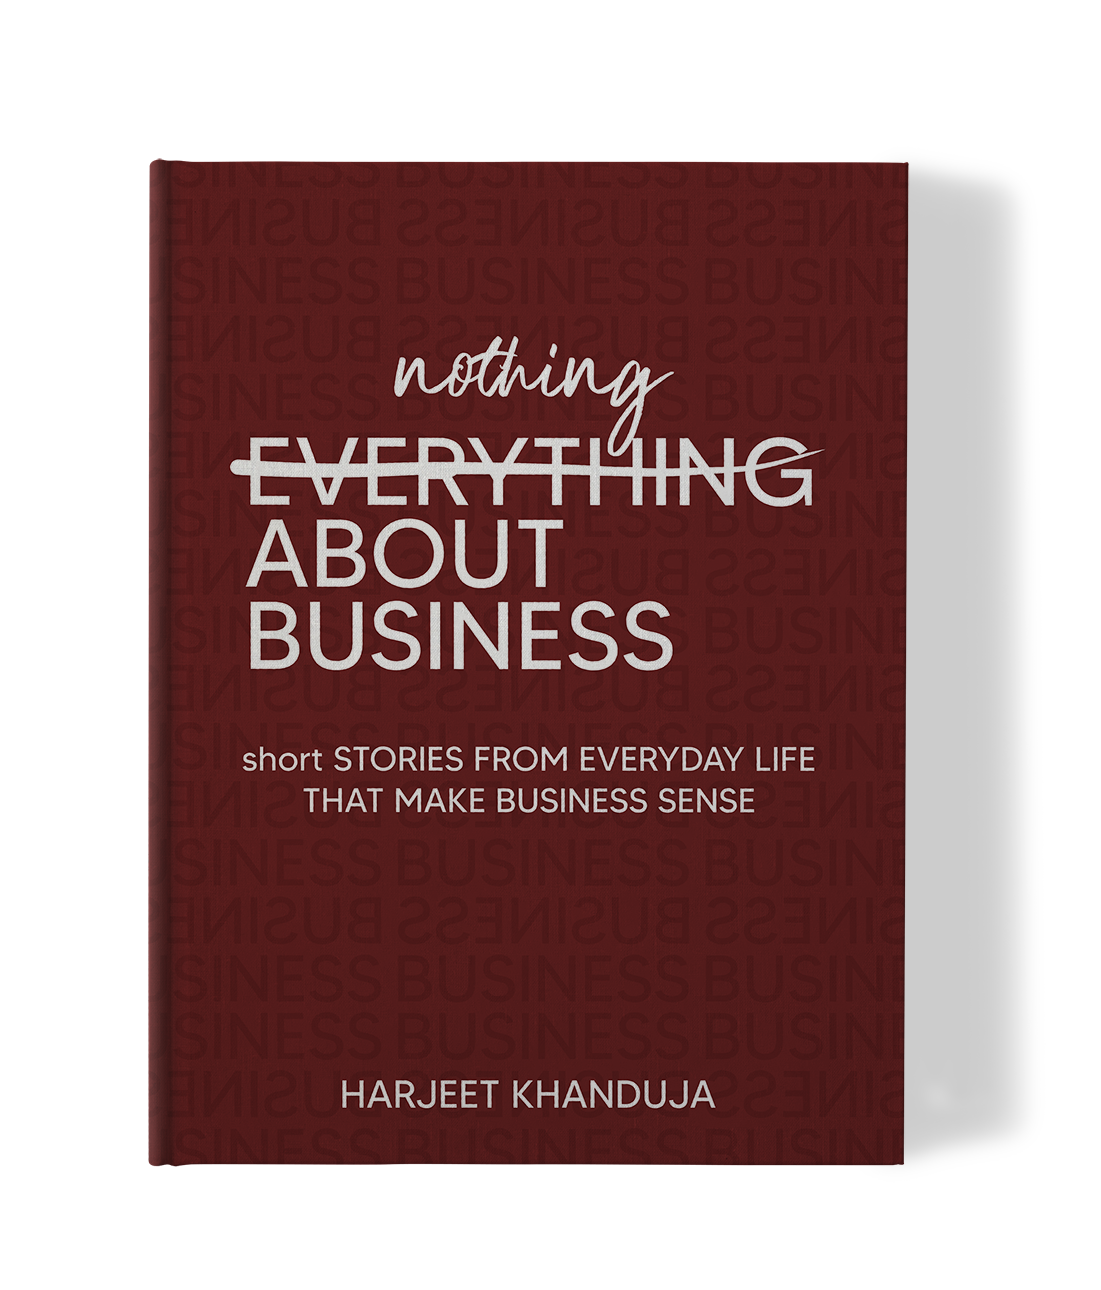 nothing
EVERYTHING
ABOUT
BUSINESS
short STORIES FROM EVERYDAY LIFE
THAT MAKE BUSINESS SENSE
HARJEET KHANDUJA